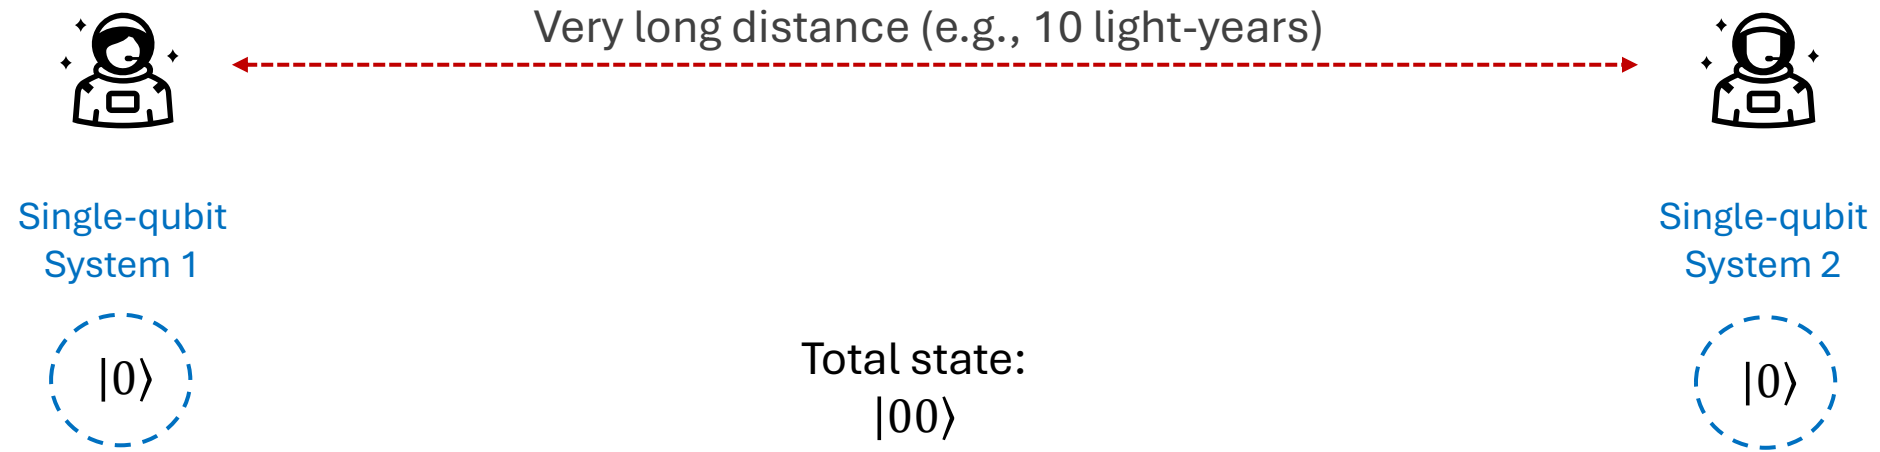 Very long distance (e.g., 10 light-years)
Single-qubit
System 1
Single-qubit
System 2
|0⟩
Total state:
|00⟩
|0⟩